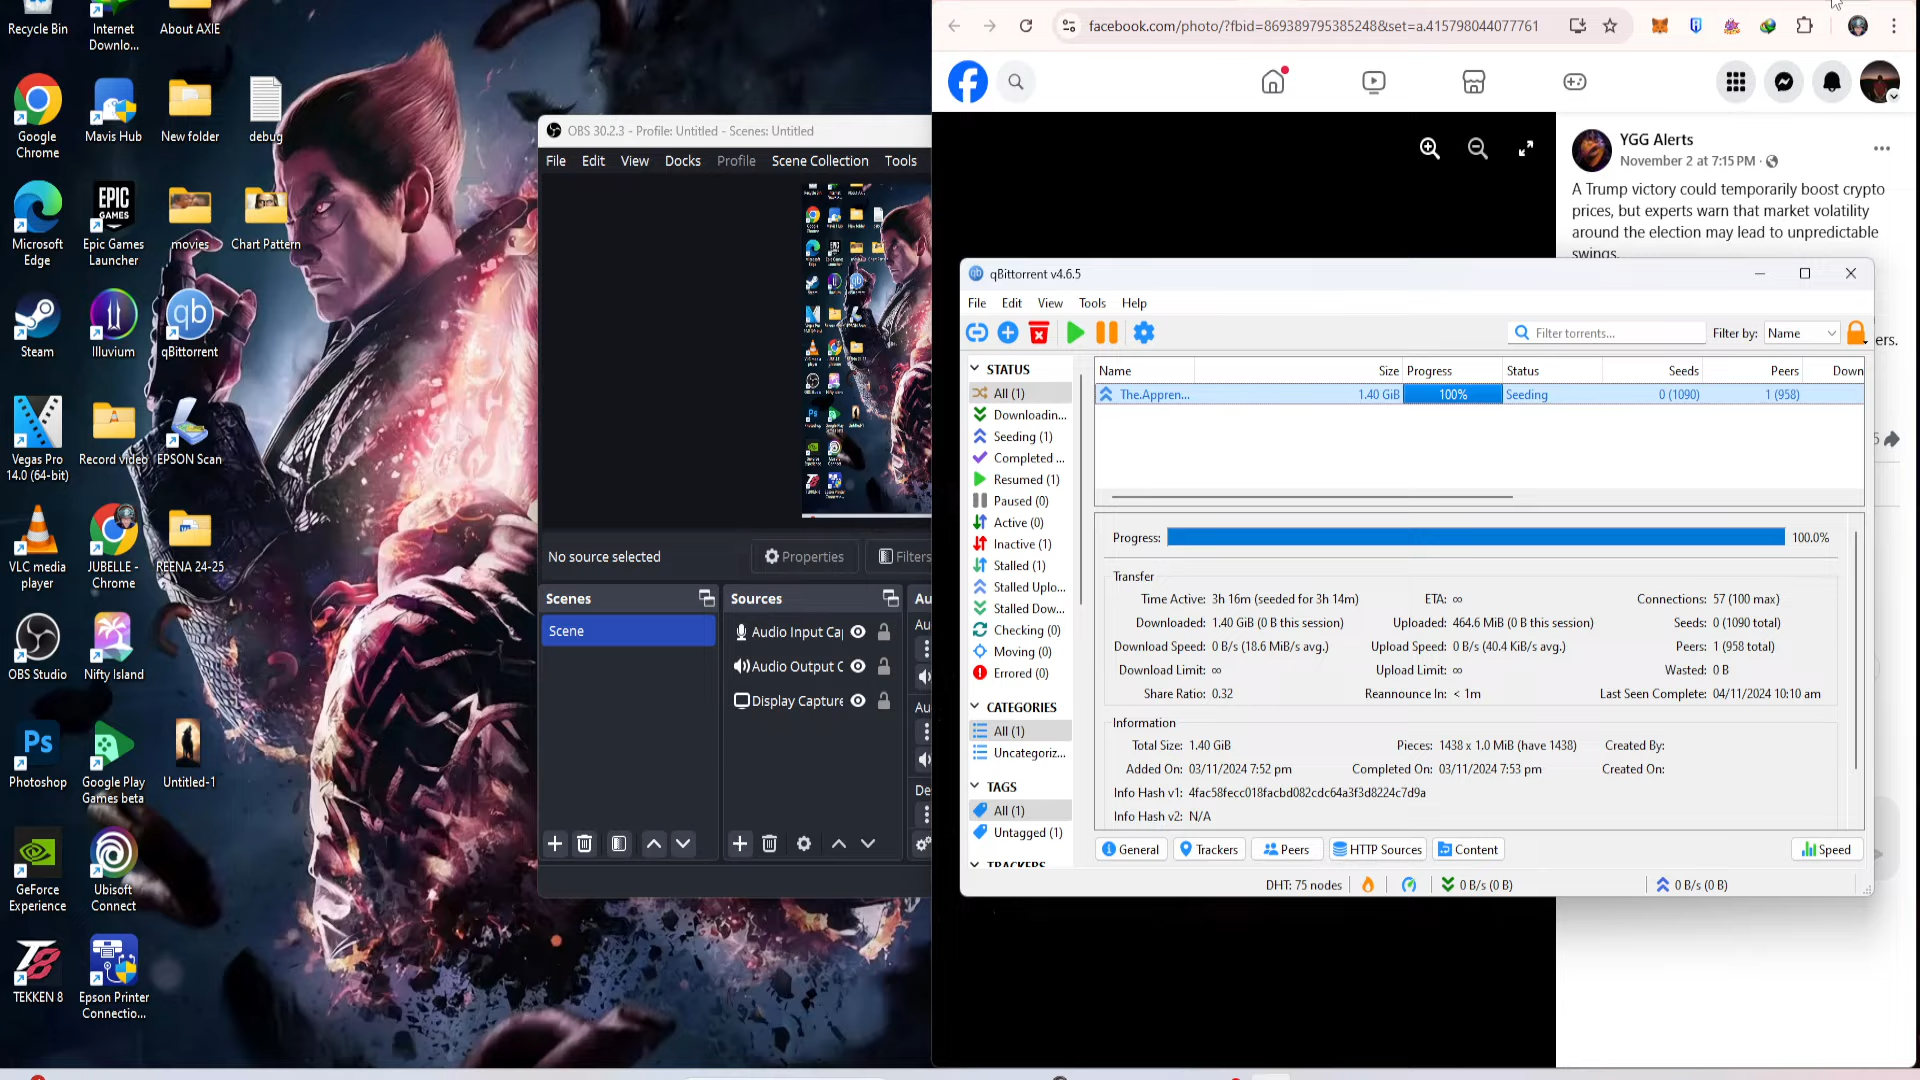 Recycle Bin
Internet
Downlo...
About AXIE
Google
Chrome
Mavis Hub
New folder
debug
Microsoft
Edge
EPIC
GAMES
Epic Games
Launcher
movies
Chart Pattern
Steam
Illuvium
qb
qBittorrent
Vegas Pro
14.0 (64-bit)
Record video
EPSON Scan
VLC media
player
JUBELLE -
Chrome
REENA 24-25
OBS Studio
Nifty Island
Ps
Photoshop
Google Play
Games beta
Untitled-1
GeForce
Experience
Ubisoft
Connect
TEKKEN 8
Epson Printer
Connectio...
OBS 30.2.3 - Profile: Untitled - Scenes: Untitled
File Edit View Docks Profile Scene Collection Tools
No source selected
Properties
Filters
Scenes
Scene
Sources
Audio Input Ca
Audio Output C
Display Capture
Au
Au
Au
De
facebook.com/photo/?fbid=869389795385248&set=a.415798044077761
YGG Alerts
November 2 at 7:15 PM ·
A Trump victory could temporarily boost crypto
prices, but experts warn that market volatility
around the election may lead to unpredictable
swings.
ers.
5
qBittorrent v4.6.5
File Edit View Tools Help
Filter torrents...
Filter by: Name
STATUS
All (1)
Downloadin...
Seeding (1)
Completed ...
Resumed (1)
Paused (0)
Active (0)
Inactive (1)
Stalled (1)
Stalled Uplo...
Stalled Dow...
Checking (0)
Moving (0)
Errored (0)
CATEGORIES
All (1)
Uncategoriz...
TAGS
All (1)
Untagged (1)
TRACKERS
Name Size Progress Status Seeds Peers Down
The.Appren... 1.40 GiB 100% Seeding 0 (1090) 1 (958)
Progress: 100.0%
Transfer
Time Active: 3h 16m (seeded for 3h 14m) ETA: ∞ Connections: 57 (100 max)
Downloaded: 1.40 GiB (0 B this session) Uploaded: 464.6 MiB (0 B this session) Seeds: 0 (1090 total)
Download Speed: 0 B/s (18.6 MiB/s avg.) Upload Speed: 0 B/s (40.4 KiB/s avg.) Peers: 1 (958 total)
Download Limit: ∞ Upload Limit: ∞ Wasted: 0 B
Share Ratio: 0.32 Reannounce In: < 1m Last Seen Complete: 04/11/2024 10:10 am
Information
Total Size: 1.40 GiB Pieces: 1438 x 1.0 MiB (have 1438) Created By:
Added On: 03/11/2024 7:52 pm Completed On: 03/11/2024 7:53 pm Created On:
Info Hash v1: 4fac58fecc018facbd082cdc64a3f3d8224c7d9a
Info Hash v2: N/A
General Trackers Peers HTTP Sources Content Speed
DHT: 75 nodes 0 B/s (0 B) 0 B/s (0 B)